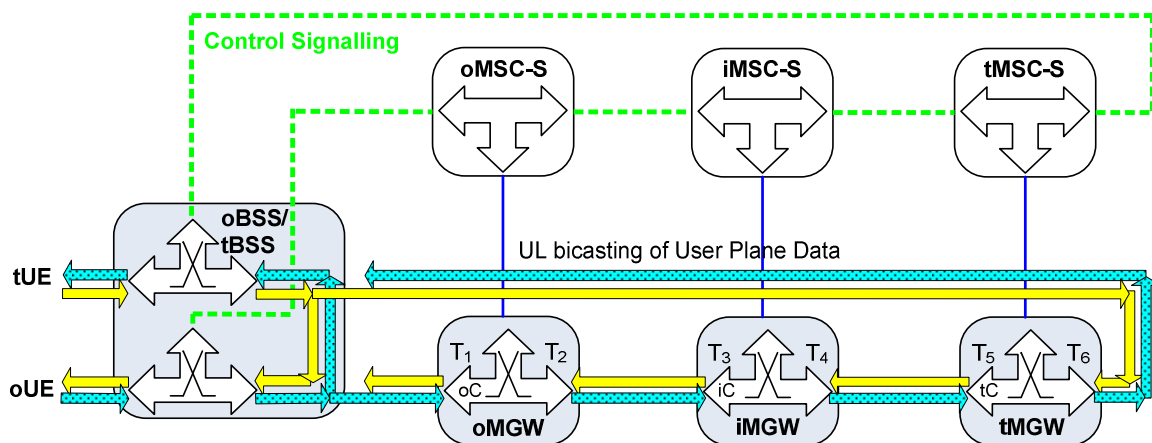 Control Signalling
oMSC-S
iMSC-S
tMSC-S
oBSS/
tBSS
UL bicasting of User Plane Data
tUE
oUE
T1
T2
T3
T4
T5
T6
oC
iC
tC
oMGW
iMGW
tMGW